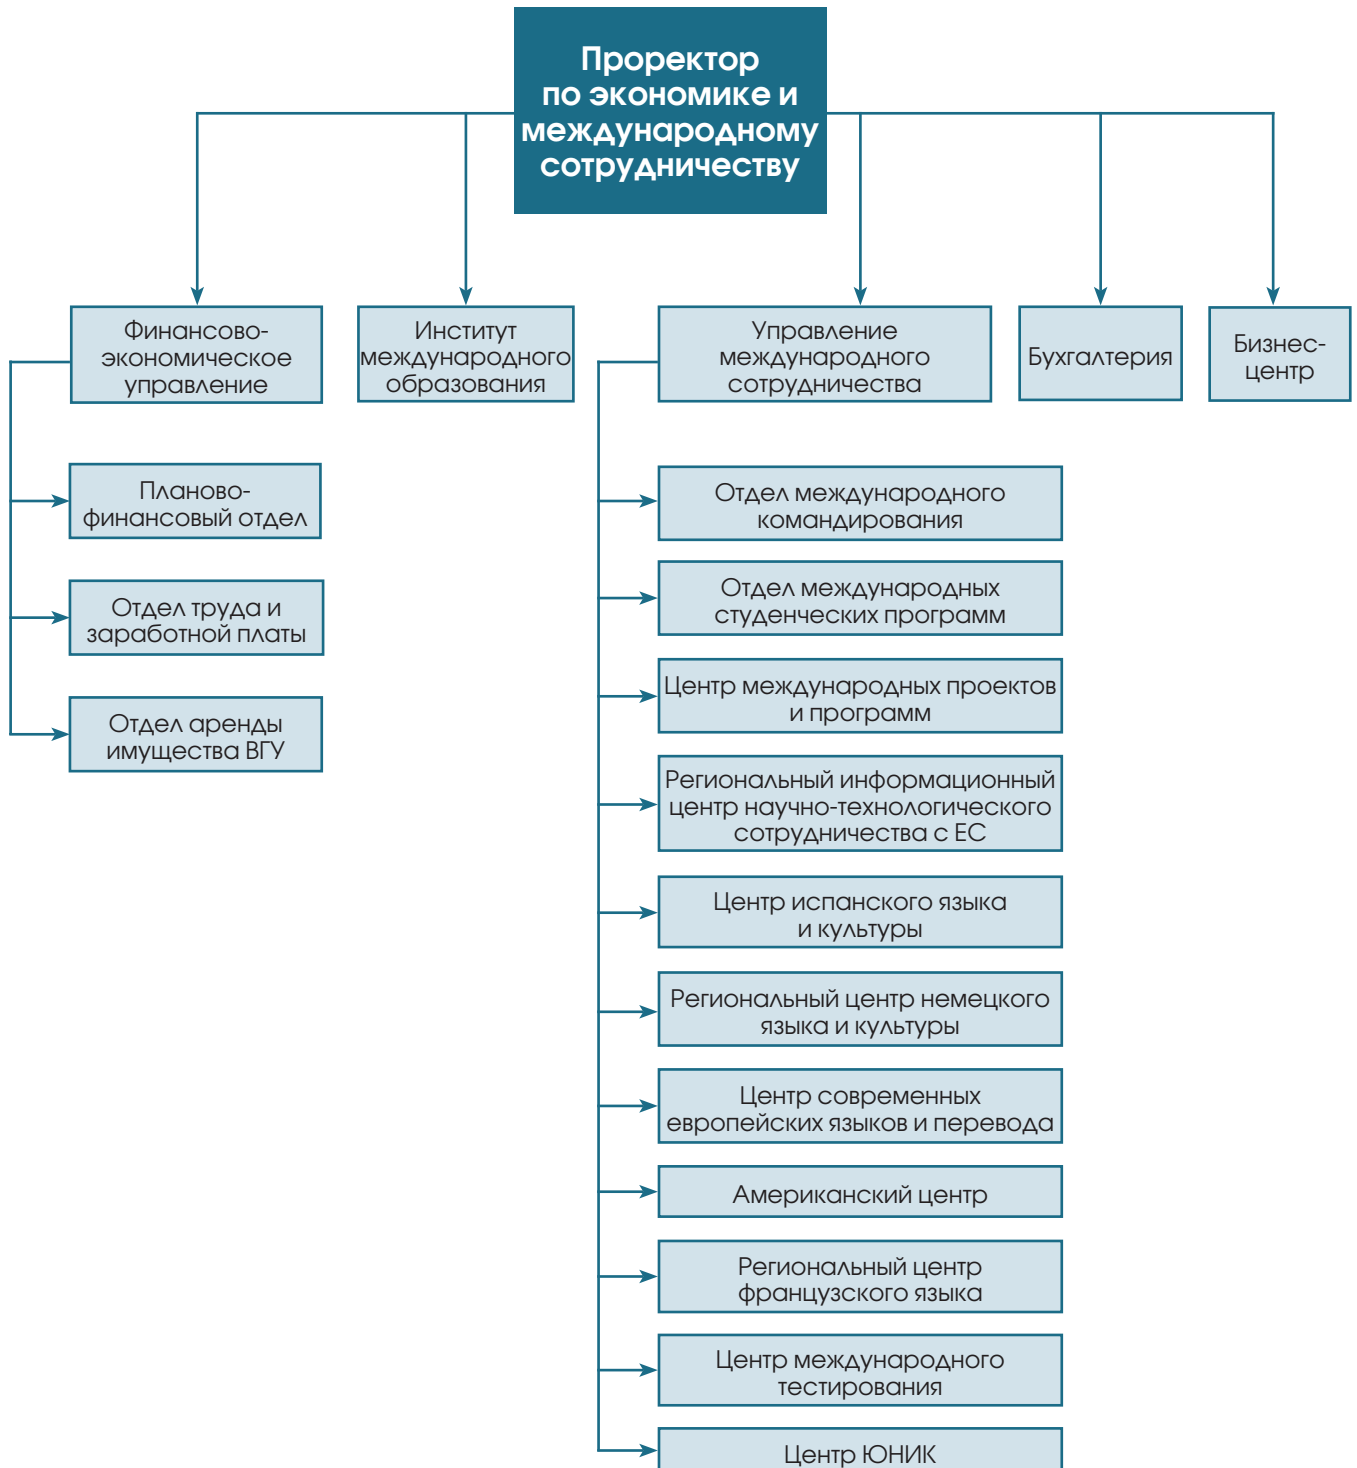 Проректор
по экономике и
международному
сотрудничеству
Финансово-
экономическое
управление
Институт
международного
образования
Управление
международного
сотрудничества
Бухгалтерия
Бизнес-
центр
Планово-
финансовый отдел
Отдел труда и
заработной платы
Отдел аренды
имущества ВГУ
Отдел международного
командирования
Отдел международных
студенческих программ
Центр международных проектов
и программ
Региональный информационный
центр научно-технологического
сотрудничества с ЕС
Центр испанского языка
и культуры
Региональный центр немецкого
языка и культуры
Центр современных
европейских языков и перевода
Американский центр
Региональный центр
французского языка
Центр международного
тестирования
Центр ЮНИК